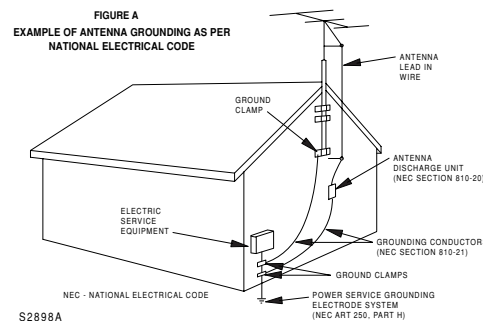 FIGURE A
EXAMPLE OF ANTENNA GROUNDING AS PER
NATIONAL ELECTRICAL CODE
ANTENNA
LEAD IN
WIRE
GROUND
CLAMP
ANTENNA
DISCHARGE UNIT
(NEC SECTION 810-20)
ELECTRIC
SERVICE
EQUIPMENT
GROUNDING CONDUCTOR
(NEC SECTION 810-21)
GROUND CLAMPS
NEC - NATIONAL ELECTRICAL CODE
POWER SERVICE GROUNDING
ELECTRODE SYSTEM
(NEC ART 250, PART H)
S2898A